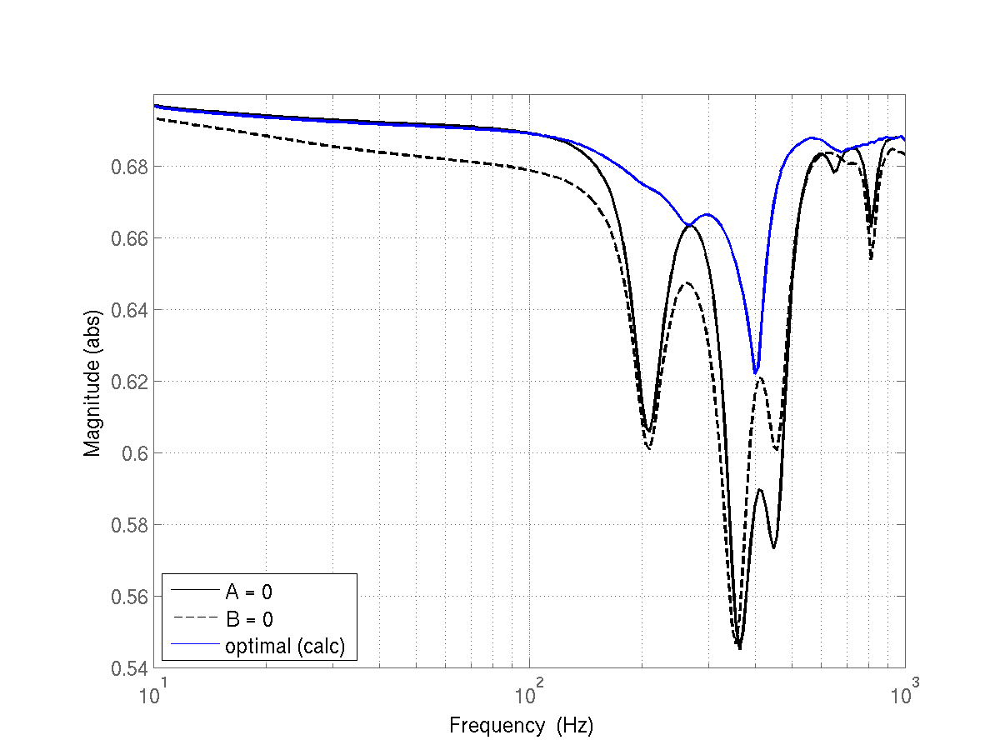 0.68
0.66
0.64
0.62
0.6
0.58
0.56
0.54
Magnitude (abs)
A = 0
B = 0
optimal (calc)
10^1
10^2
10^3
Frequency (Hz)